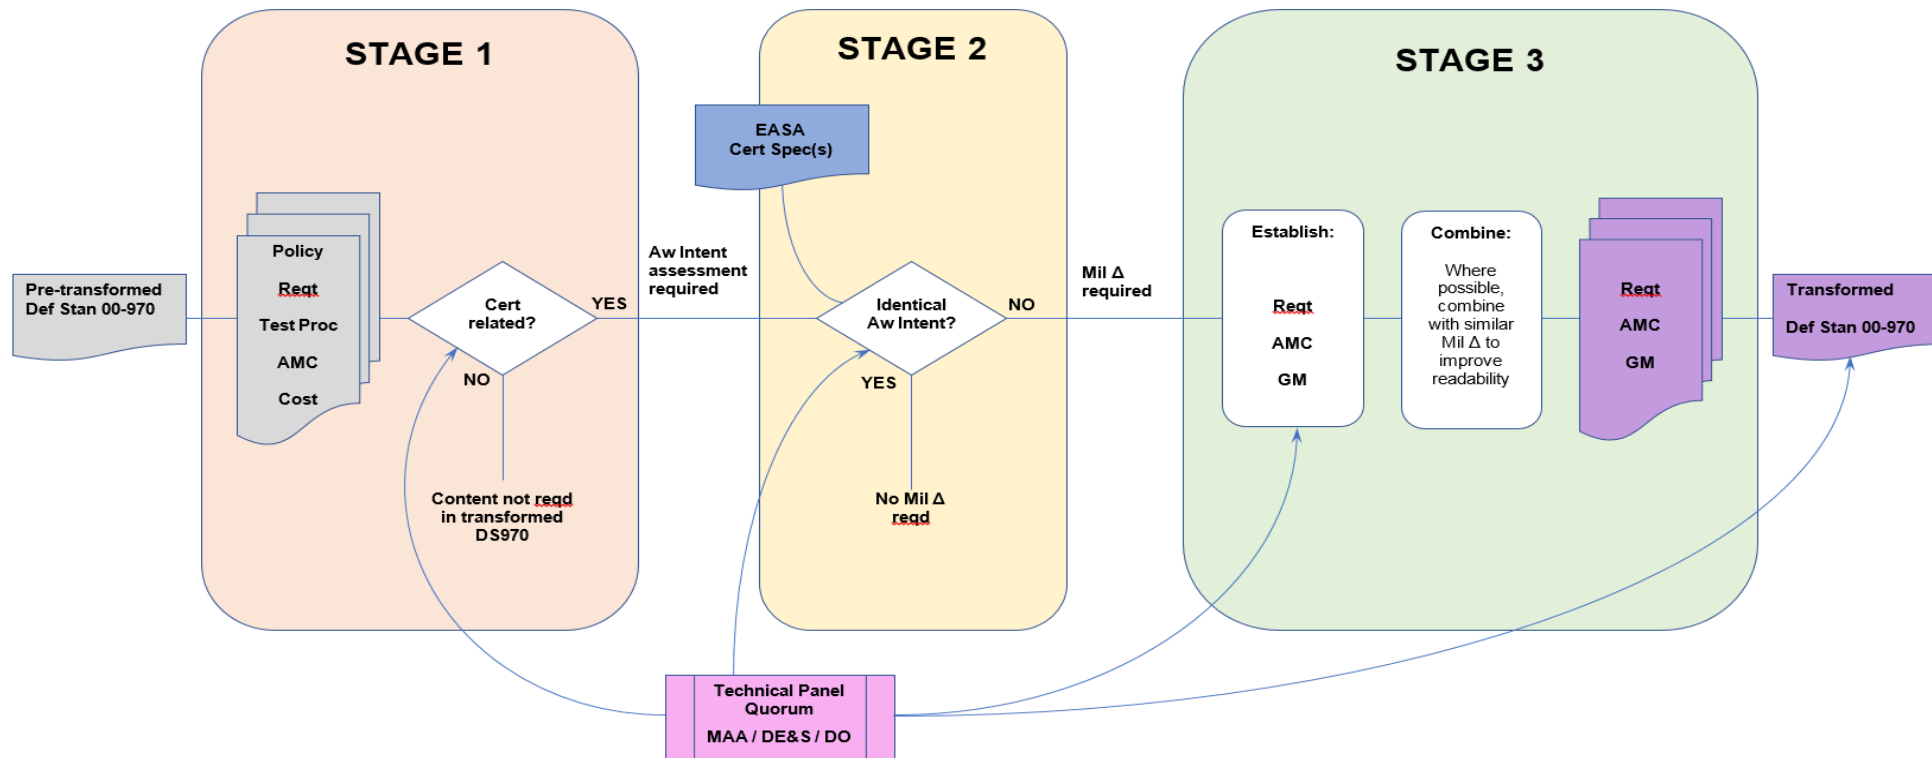 STAGE 1
STAGE 2
STAGE 3
EASA
Cert Spec(s)
Pre-transformed
Def Stan 00-970
Policy
Reqt
Test Proc
AMC
Cost
Cert
related?
YES
NO
Content not reqd
in transformed
DS970
Aw Intent
assessment
required
Identical
Aw Intent?
NO
YES
No Mil Δ
reqd
Mil Δ
required
Establish:
Reqt
AMC
GM
Combine:
Where
possible,
combine
with similar
Mil Δ to
improve
readability
Reqt
AMC
GM
Transformed
Def Stan 00-970
Technical Panel
Quorum
MAA / DE&S / DO